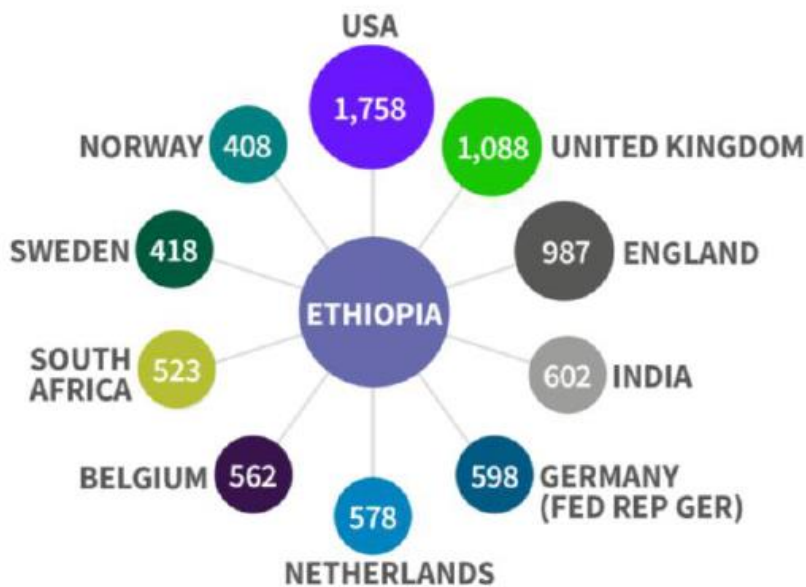 USA
1,758
NORWAY 408
1,088 UNITED KINGDOM
SWEDEN 418
987 ENGLAND
ETHIOPIA
SOUTH
AFRICA
523
602 INDIA
BELGIUM 562
598 GERMANY
(FED REP GER)
578
NETHERLANDS